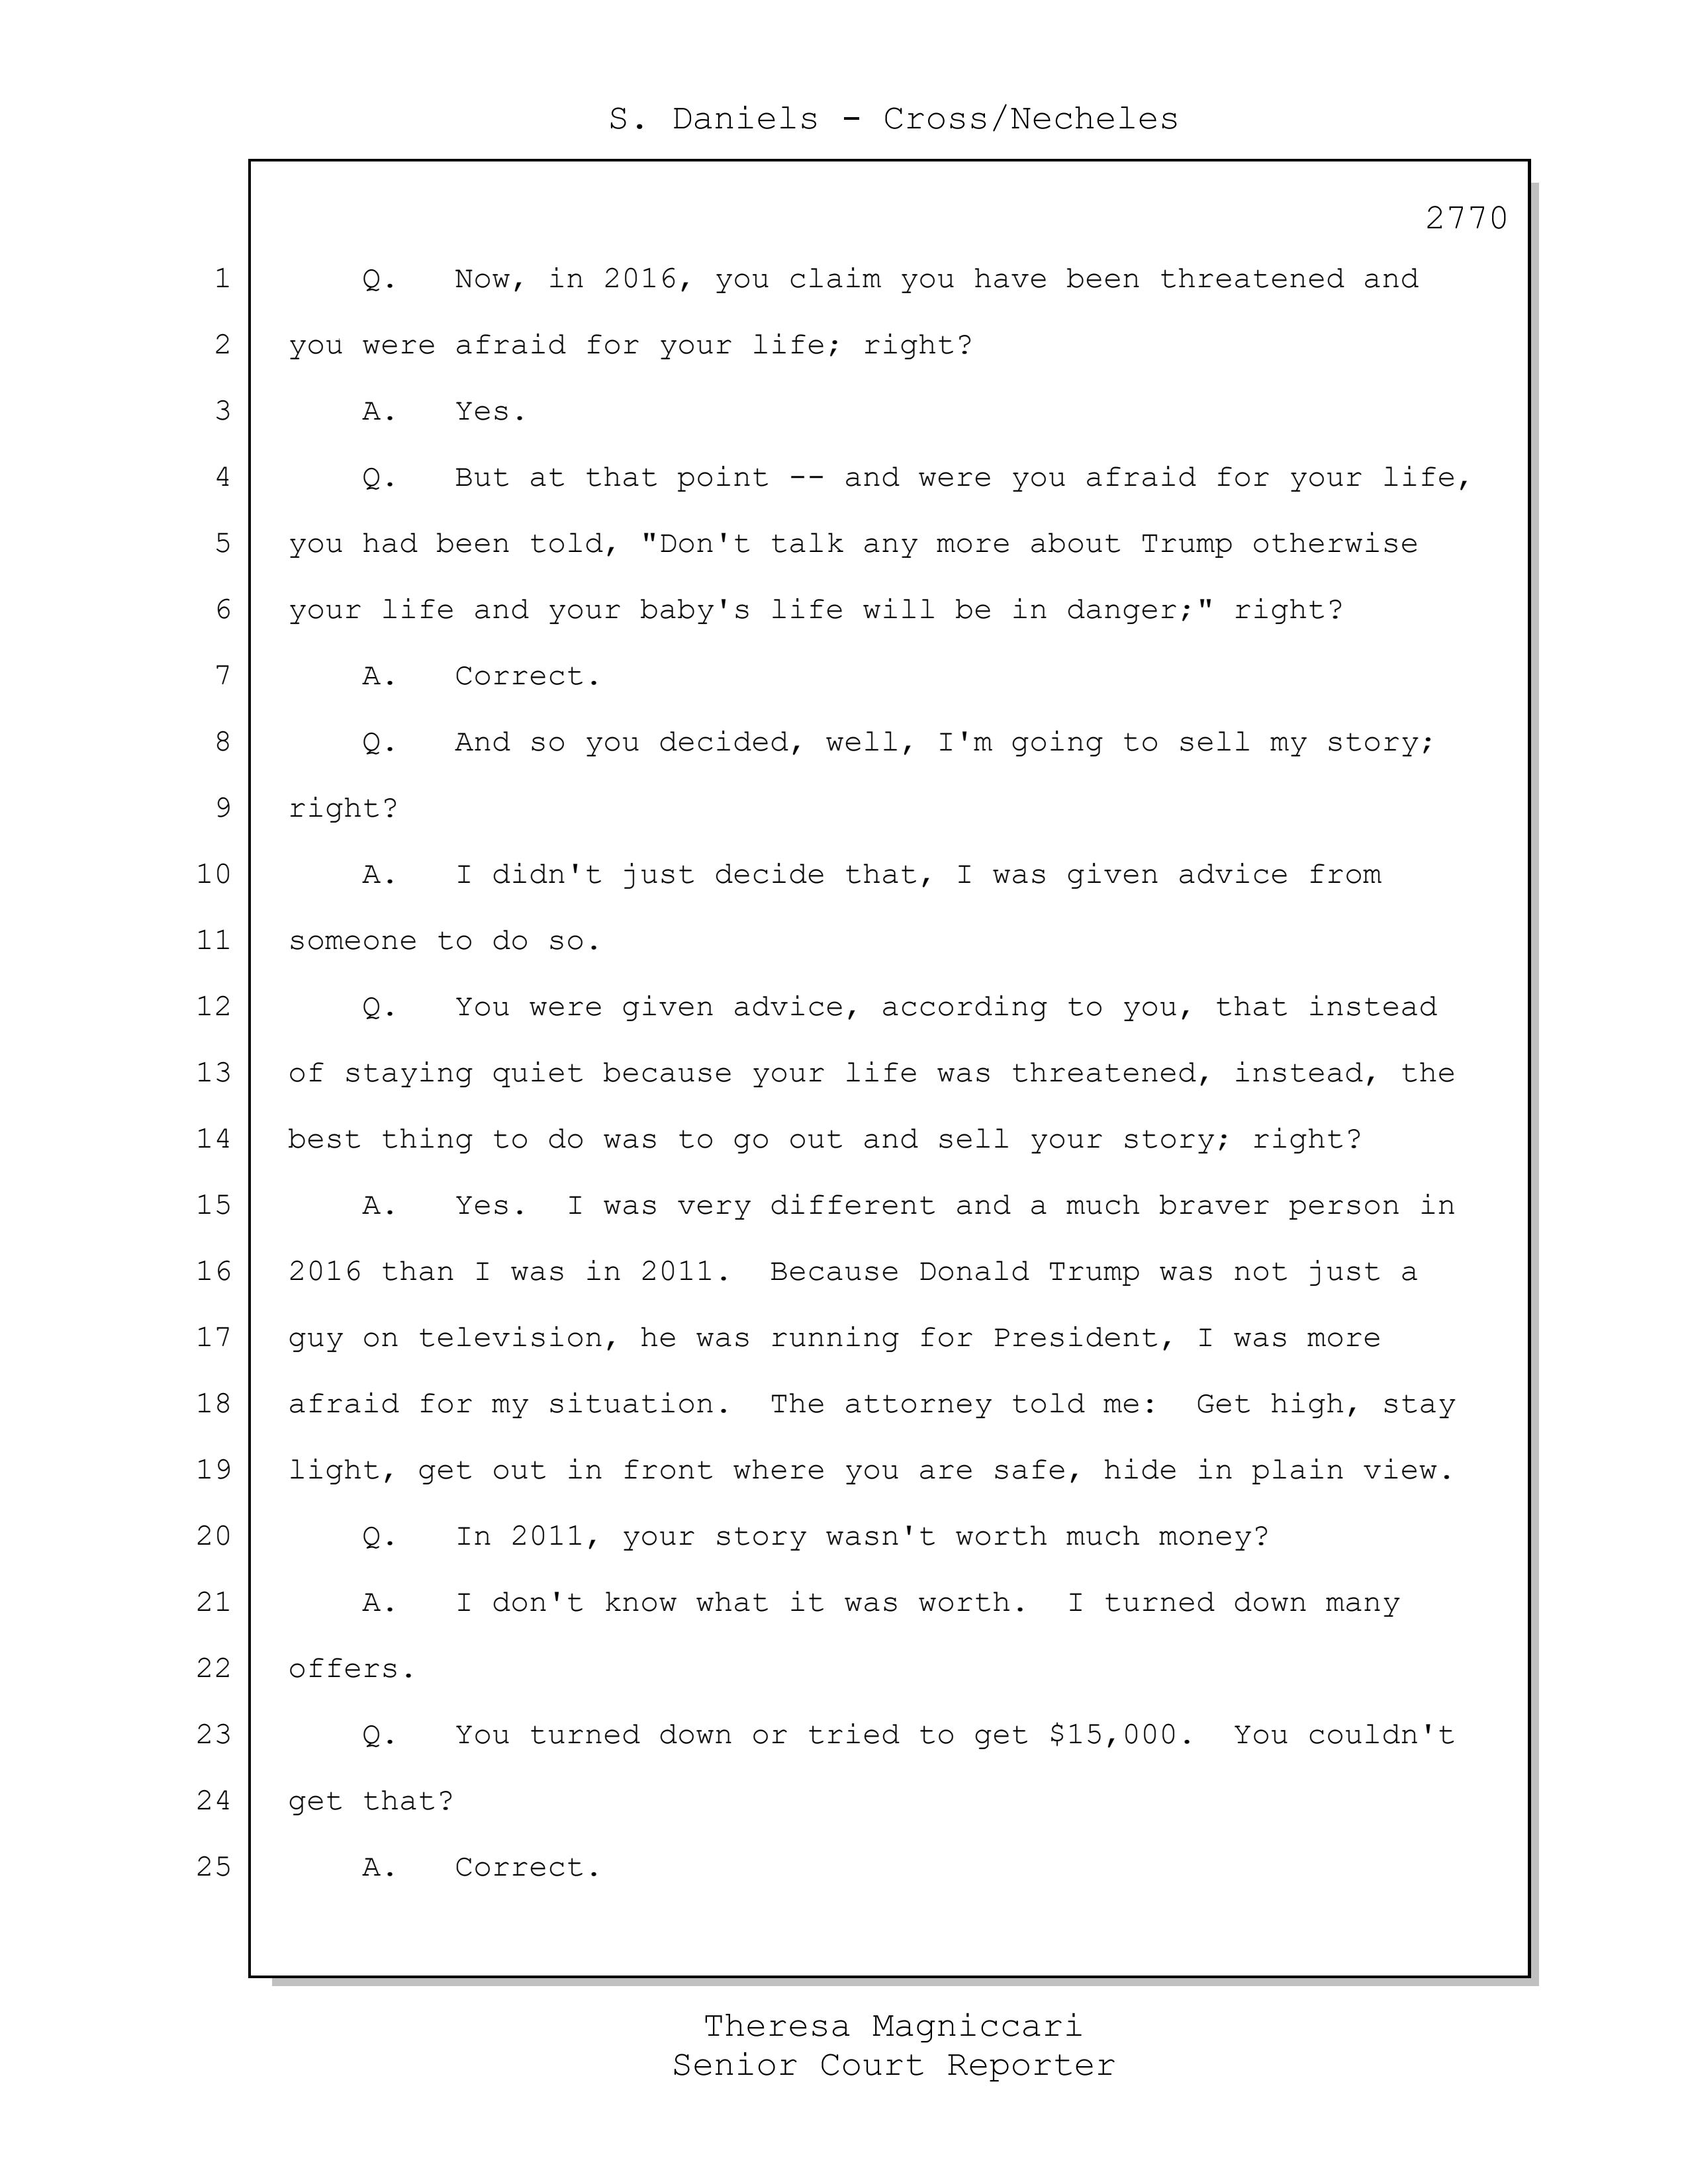 S. Daniels - Cross/Necheles
2770
1 Q. Now, in 2016, you claim you have been threatened and
2 you were afraid for your life; right?
3 A. Yes.
4 Q. But at that point -- and were you afraid for your life,
5 you had been told, "Don't talk any more about Trump otherwise
6 your life and your baby's life will be in danger;" right?
7 A. Correct.
8 Q. And so you decided, well, I'm going to sell my story;
9 right?
10 A. I didn't just decide that, I was given advice from
11 someone to do so.
12 Q. You were given advice, according to you, that instead
13 of staying quiet because your life was threatened, instead, the
14 best thing to do was to go out and sell your story; right?
15 A. Yes. I was very different and a much braver person in
16 2016 than I was in 2011. Because Donald Trump was not just a
17 guy on television, he was running for President, I was more
18 afraid for my situation. The attorney told me: Get high, stay
19 light, get out in front where you are safe, hide in plain view.
20 Q. In 2011, your story wasn't worth much money?
21 A. I don't know what it was worth. I turned down many
22 offers.
23 Q. You turned down or tried to get $15,000. You couldn't
24 get that?
25 A. Correct.
Theresa Magniccari
Senior Court Reporter